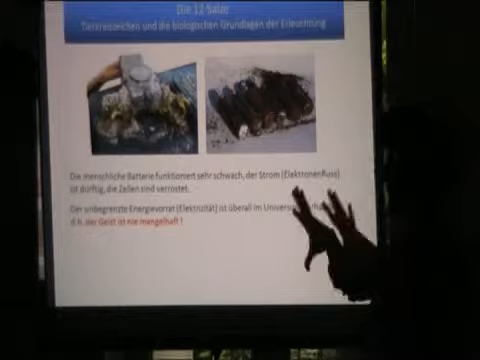 Die 12 Salze
Tierkreiszeichen und die biologischen Grundlagen der Erleuchtung
Die menschliche Batterie funktioniert sehr schwach, der Strom (Elektronenfluss)
ist dürftig, die Zellen sind verrostet.
Der unbegrenzte Energievorrat (Elektrizität) ist überall im
d.h. der Geist ist nie mangelhaft !